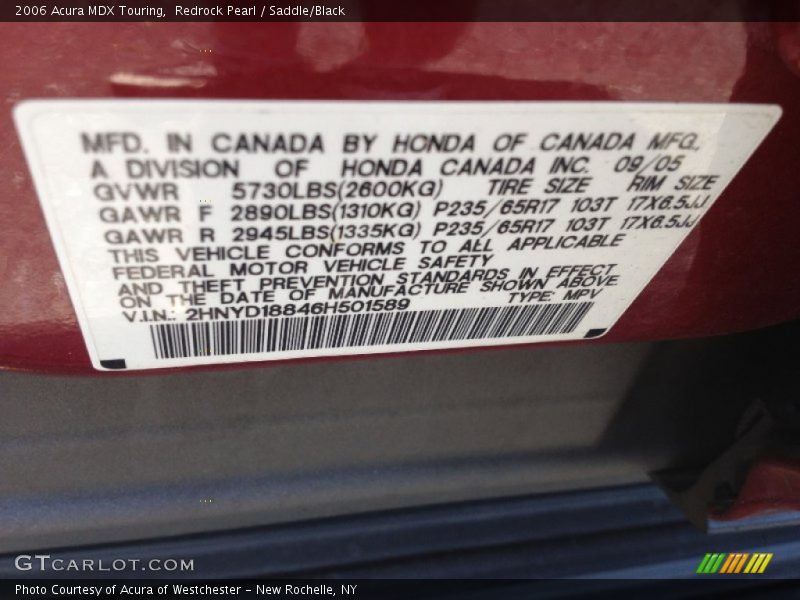 2006 Acura MDX Touring,  Redrock Pearl / Saddle/Black
MFD. IN CANADA BY HONDA OF CANADA MFG.,
A DIVISION OF HONDA CANADA INC. 09/05
GVWR 5730LBS(2600KG) TIRE SIZE RIM SIZE
GAWR F 2890LBS(1310KG) P235/65R17 103T 17X6.5JJ
GAWR R 2945LBS(1335KG) P235/65R17 103T 17X6.5JJ
THIS VEHICLE CONFORMS TO ALL APPLICABLE
FEDERAL MOTOR VEHICLE SAFETY
AND THEFT PREVENTION STANDARDS IN EFFECT
ON THE DATE OF MANUFACTURE SHOWN ABOVE
V.I.N.: 2HNYD18846H501589 TYPE: MPV
GTCARLOT.COM
Photo Courtesy of Acura of Westchester - New Rochelle, NY